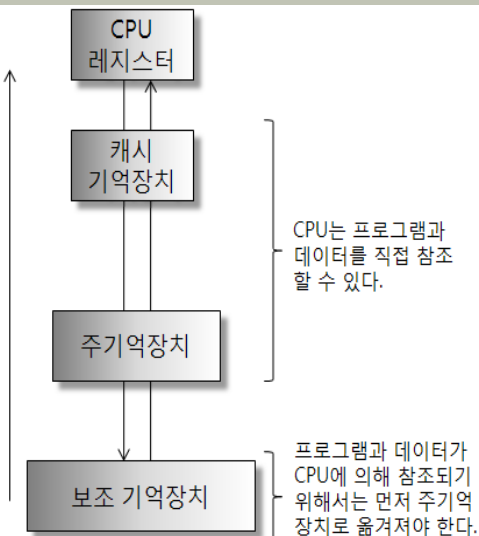 CPU
레지스터
캐시
기억장치
CPU는 프로그램과
데이터를 직접 참조
할 수 있다.
주기억장치
프로그램과 데이터가
CPU에 의해 참조되기
위해서는 먼저 주기억
장치로 옮겨져야 한다.
보조 기억장치